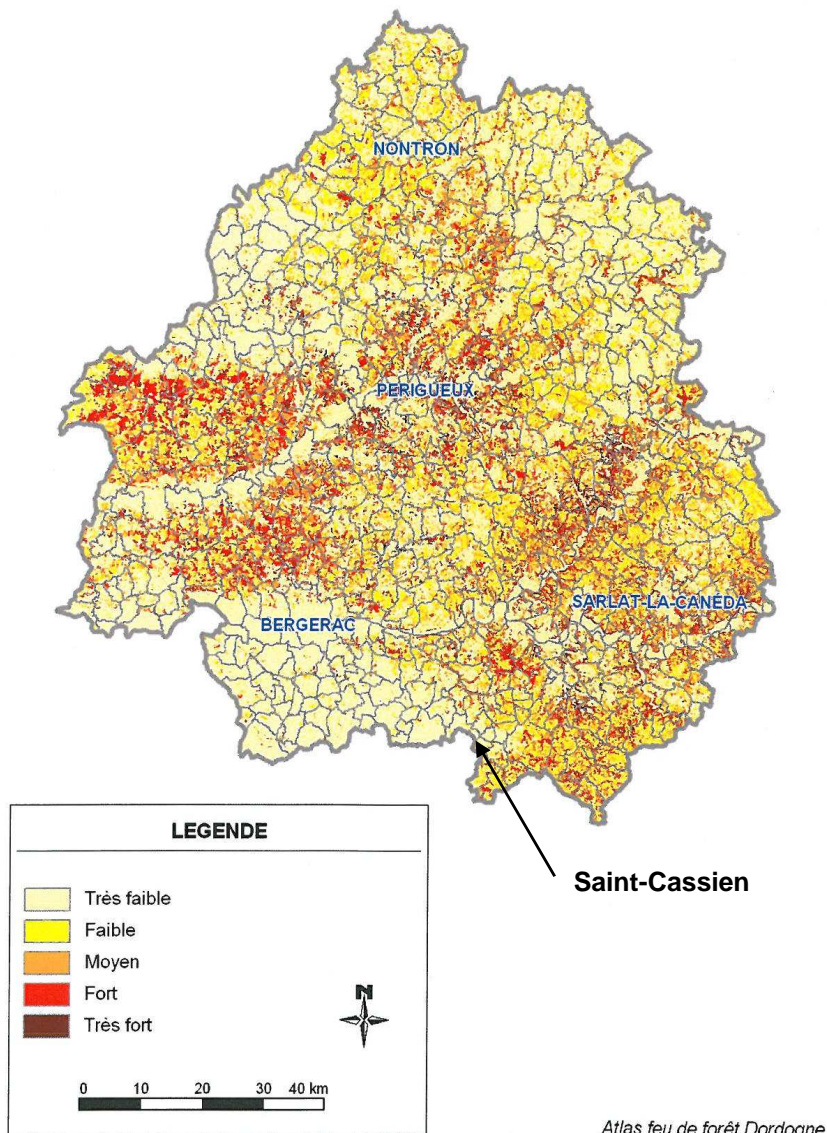 NONTRON
PERIGUEUX
SARLAT-LA-CANÉDA
BERGERAC
Saint-Cassien
LEGENDE
Très faible
Faible
Moyen
Fort
Très fort
N
0 10 20 30 40 km
Atlas feu de forêt Dordogne